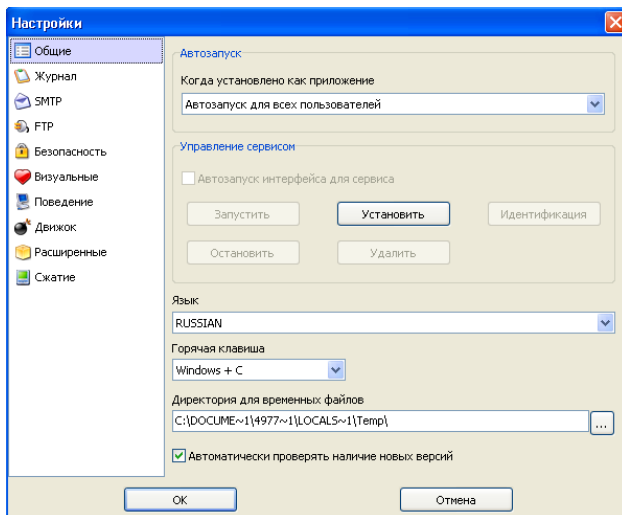 Настройки
Общие
Журнал
SMTP
FTP
Безопасность
Визуальные
Поведение
Движок
Расширенные
Сжатие
Автозапуск
Когда установлено как приложение
Автозапуск для всех пользователей
Управление сервисом
Автозапуск интерфейса для сервиса
Запустить Установить Идентификация
Остановить Удалить
Язык
RUSSIAN
Горячая клавиша
Windows + C
Директория для временных файлов
C:\DOCUME~1\4977~1\LOCALS~1\Temp\ ...
Автоматически проверять наличие новых версий
OK Отмена